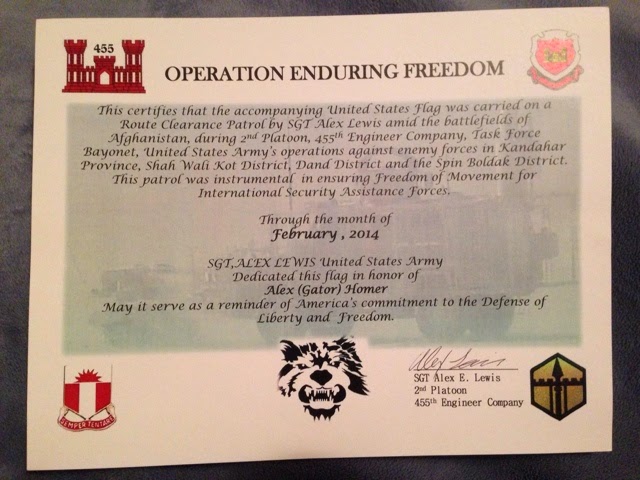 455
OPERATION ENDURING FREEDOM
This certifies that the accompanying United States Flag was carried on a
Route Clearance Patrol by SGT Alex Lewis amid the battlefields of
Afghanistan, during 2nd Platoon, 455th Engineer Company, Task Force
Bayonet, United States Army's operations against enemy forces in Kandahar
Province, Shah Wali Kot District, Dand District and the Spin Boldak District.
This patrol was instrumental in ensuring Freedom of Movement for
International Security Assistance Forces.
Through the month of
February , 2014
SGT,ALEX LEWIS United States Army
Dedicated this flag in honor of
Alex (Gator) Homer
May it serve as a reminder of America's commitment to the Defense of
Liberty and Freedom.
Alex Lewis
SGT Alex E. Lewis
2nd Platoon
455th Engineer Company
SEMPER TENTARE